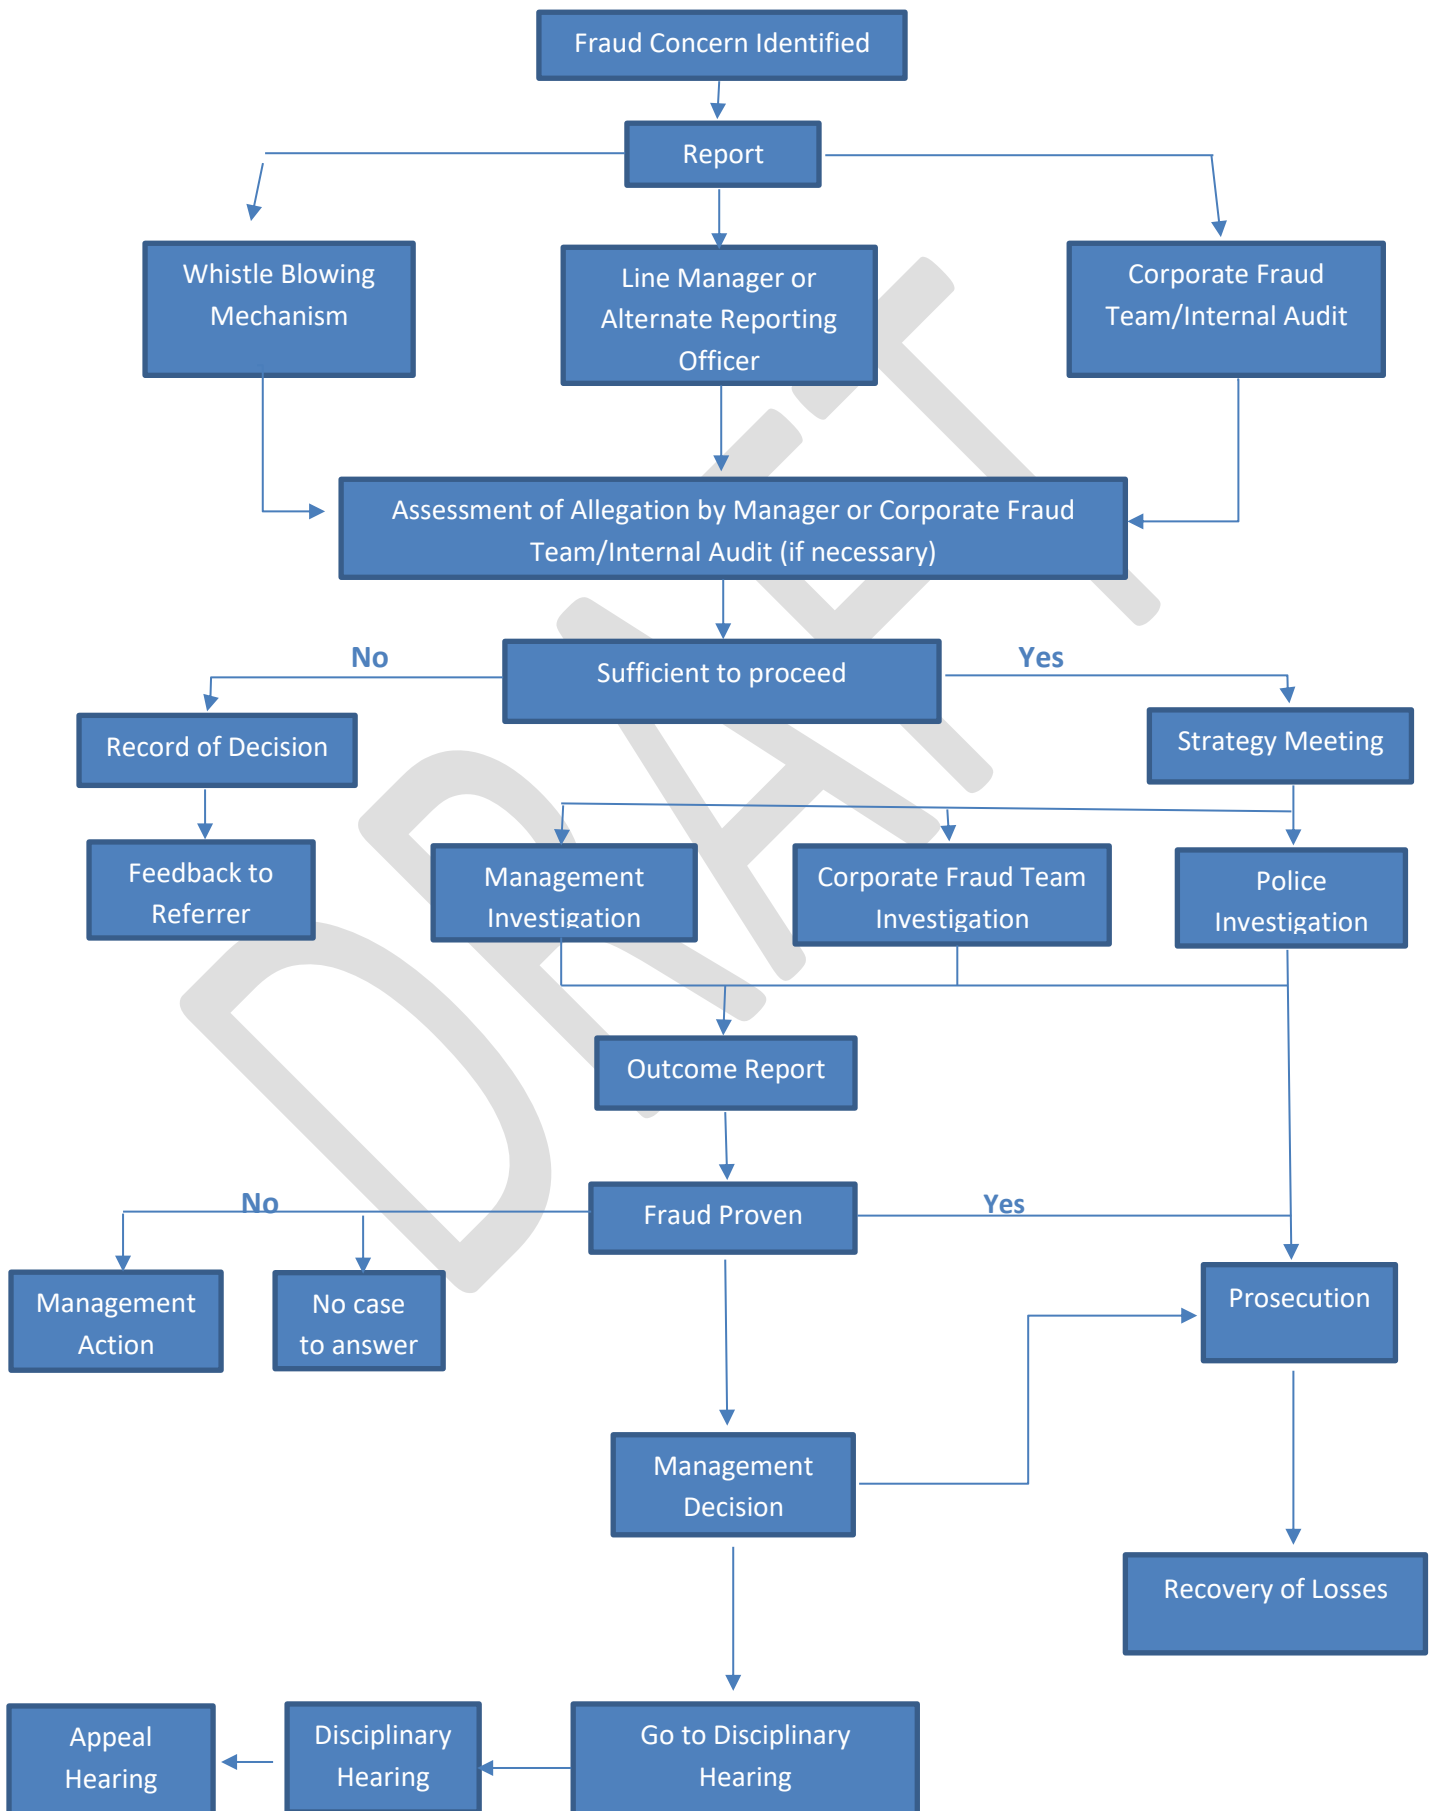 Fraud Concern Identified
Report
Whistle Blowing
Mechanism
Line Manager or
Alternate Reporting
Officer
Corporate Fraud
Team/Internal Audit
Assessment of Allegation by Manager or Corporate Fraud
Team/Internal Audit (if necessary)
No
Sufficient to proceed
Yes
Record of Decision
Strategy Meeting
Feedback to
Referrer
Management
Investigation
Corporate Fraud Team
Investigation
Police
Investigation
Outcome Report
No
Fraud Proven
Yes
Management
Action
No case
to answer
Prosecution
Management
Decision
Recovery of Losses
Appeal
Hearing
Disciplinary
Hearing
Go to Disciplinary
Hearing
DRAFT